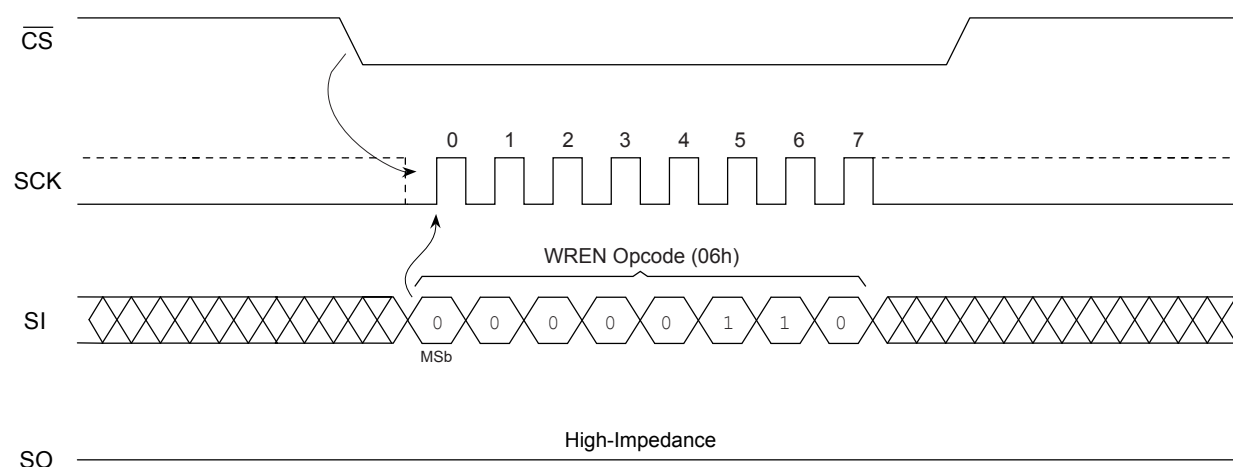 C̅S̅
0 1 2 3 4 5 6 7
SCK
WREN Opcode (06h)
SI
0 0 0 0 0 1 1 0
MSb
High-Impedance
SO